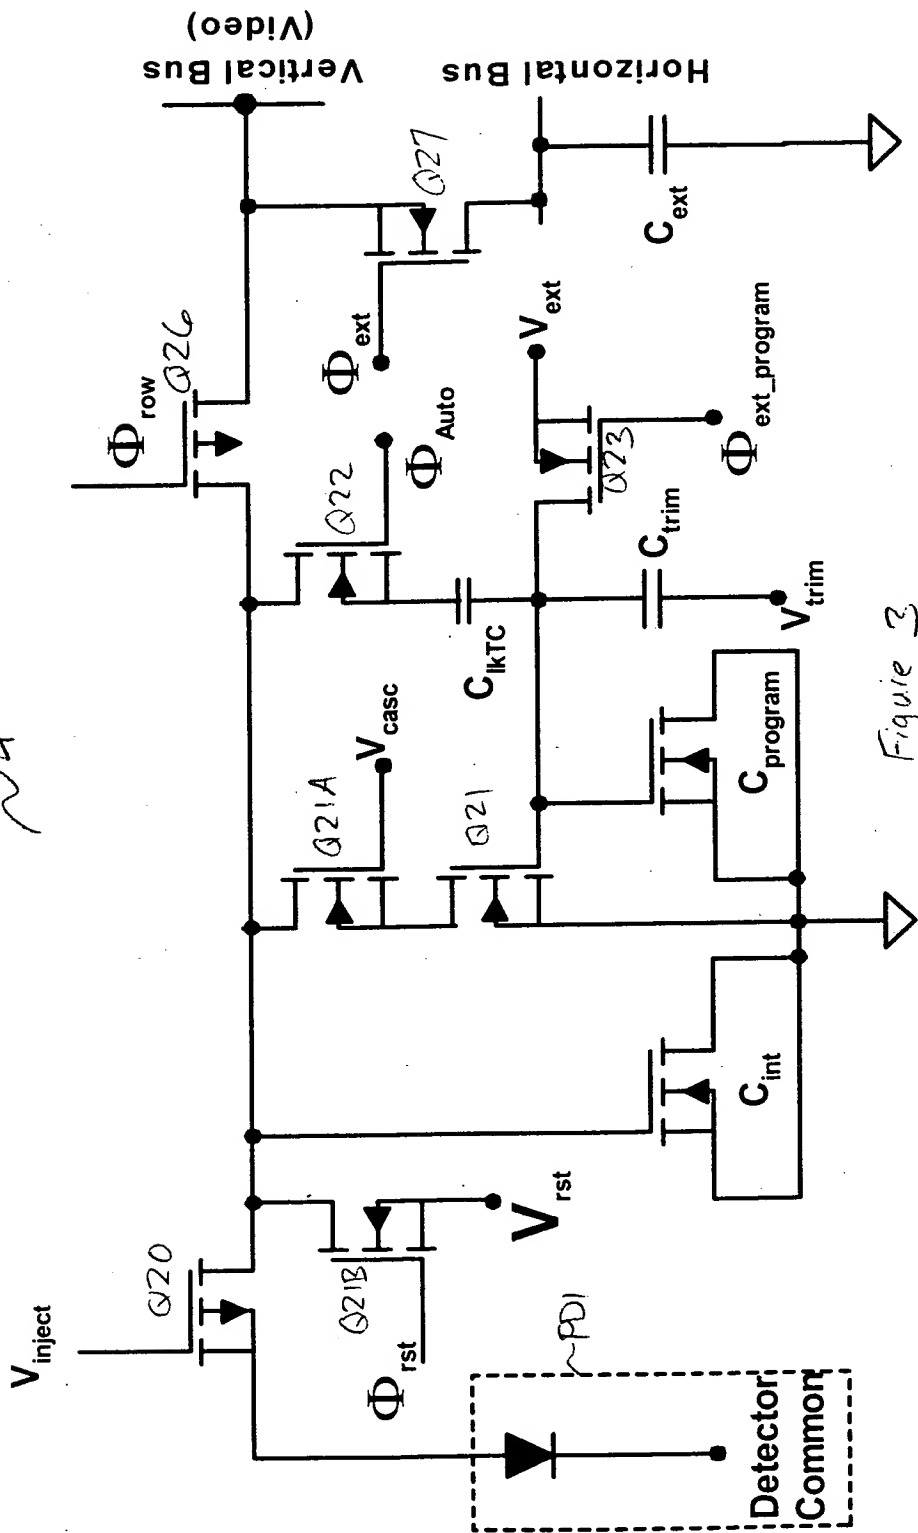 Vertical Bus
(Video)
Horizontal Bus
Φrow
Q26
Q27
Φext
Cext
Q22
ΦAuto
Vext
Φext_program
Q23
CIkTC
Ctrim
Vtrim
Vcasc
Q21A
Q21
Cprogram
Cint
Vinject
Q20
Q21B
Φrst
Vrst
~PD1
Detector
Common
Figure 3